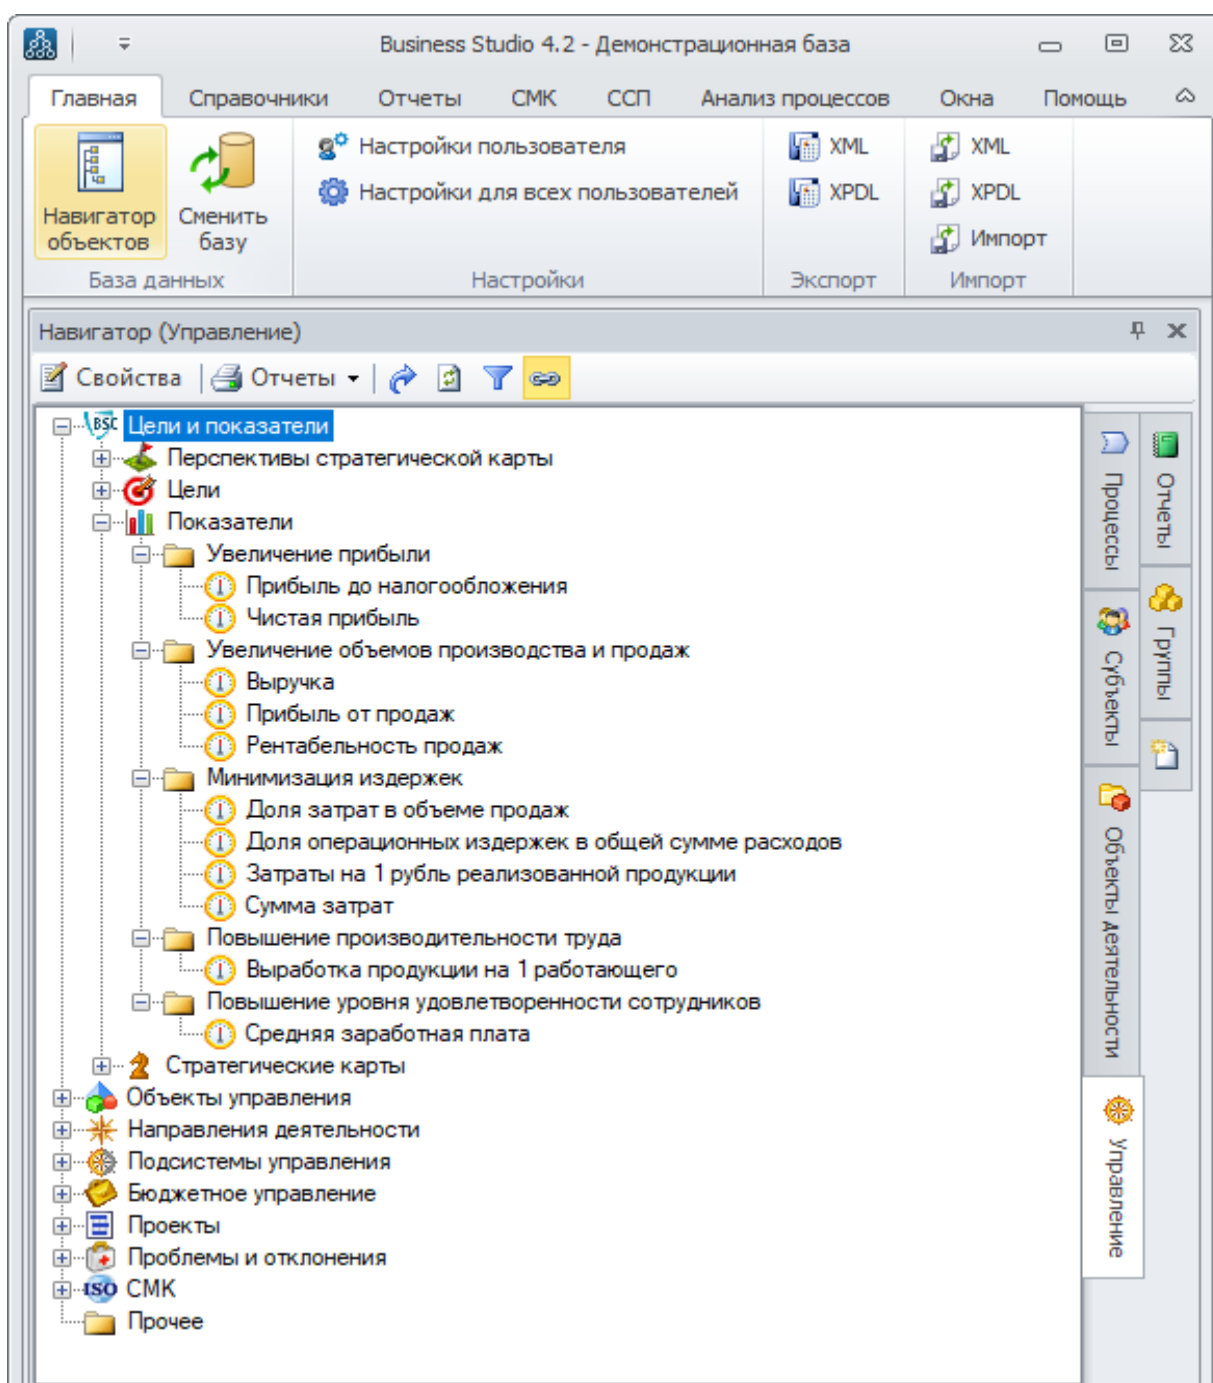 Business Studio 4.2 - Демонстрационная база
Главная Справочники Отчеты СМК ССП Анализ процессов Окна Помощь
Навигатор объектов
Сменить базу
База данных
Настройки пользователя
Настройки для всех пользователей
Настройки
XML
XPDL
Экспорт
XML
XPDL
Импорт
Импорт
Навигатор (Управление)
Свойства Отчеты
BSC Цели и показатели
Перспективы стратегической карты
Цели
Показатели
Увеличение прибыли
Прибыль до налогообложения
Чистая прибыль
Увеличение объемов производства и продаж
Выручка
Прибыль от продаж
Рентабельность продаж
Минимизация издержек
Доля затрат в объеме продаж
Доля операционных издержек в общей сумме расходов
Затраты на 1 рубль реализованной продукции
Сумма затрат
Повышение производительности труда
Выработка продукции на 1 работающего
Повышение уровня удовлетворенности сотрудников
Средняя заработная плата
Стратегические карты
Объекты управления
Направления деятельности
Подсистемы управления
Бюджетное управление
Проекты
Проблемы и отклонения
ISO СМК
Прочее
Процессы
Субъекты
Объекты деятельности
Управление
Отчеты
Группы